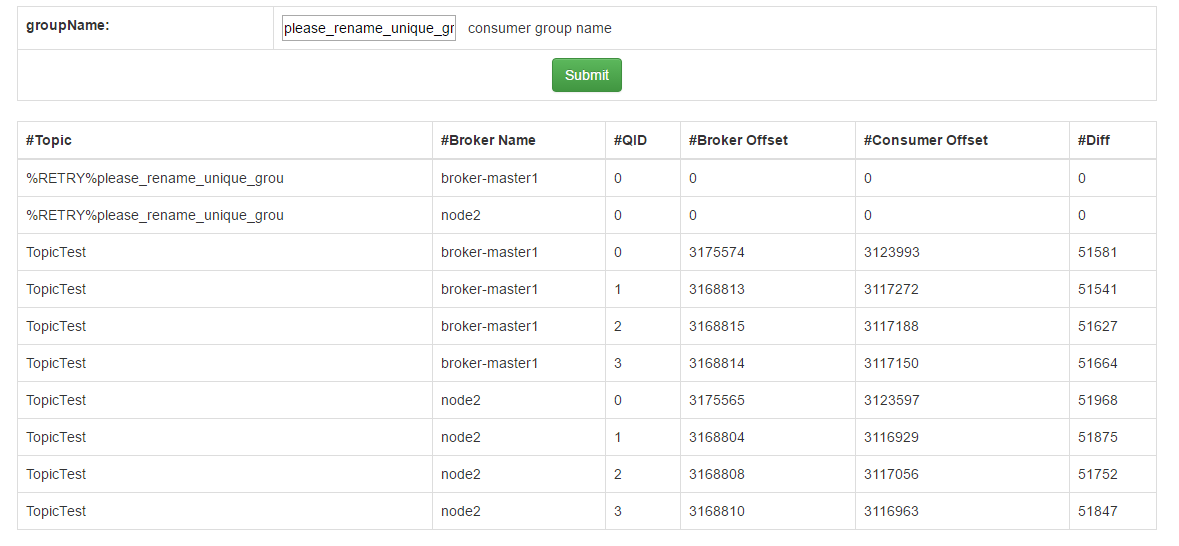 groupName: please_rename_unique_gr consumer group name
Submit
#Topic #Broker Name #QID #Broker Offset #Consumer Offset #Diff
%RETRY%please_rename_unique_grou broker-master1 0 0 0 0
%RETRY%please_rename_unique_grou node2 0 0 0 0
TopicTest broker-master1 0 3175574 3123993 51581
TopicTest broker-master1 1 3168813 3117272 51541
TopicTest broker-master1 2 3168815 3117188 51627
TopicTest broker-master1 3 3168814 3117150 51664
TopicTest node2 0 3175565 3123597 51968
TopicTest node2 1 3168804 3116929 51875
TopicTest node2 2 3168808 3117056 51752
TopicTest node2 3 3168810 3116963 51847